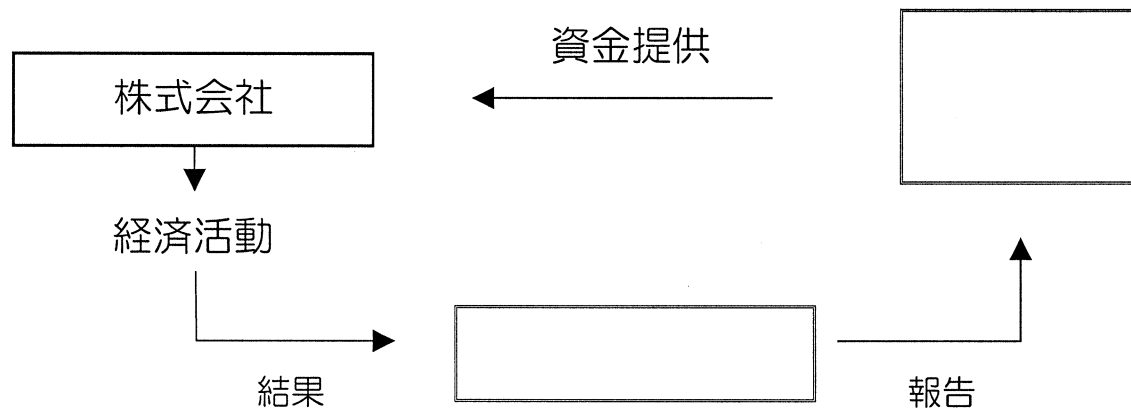 資金提供
株式会社
経済活動
結果
報告